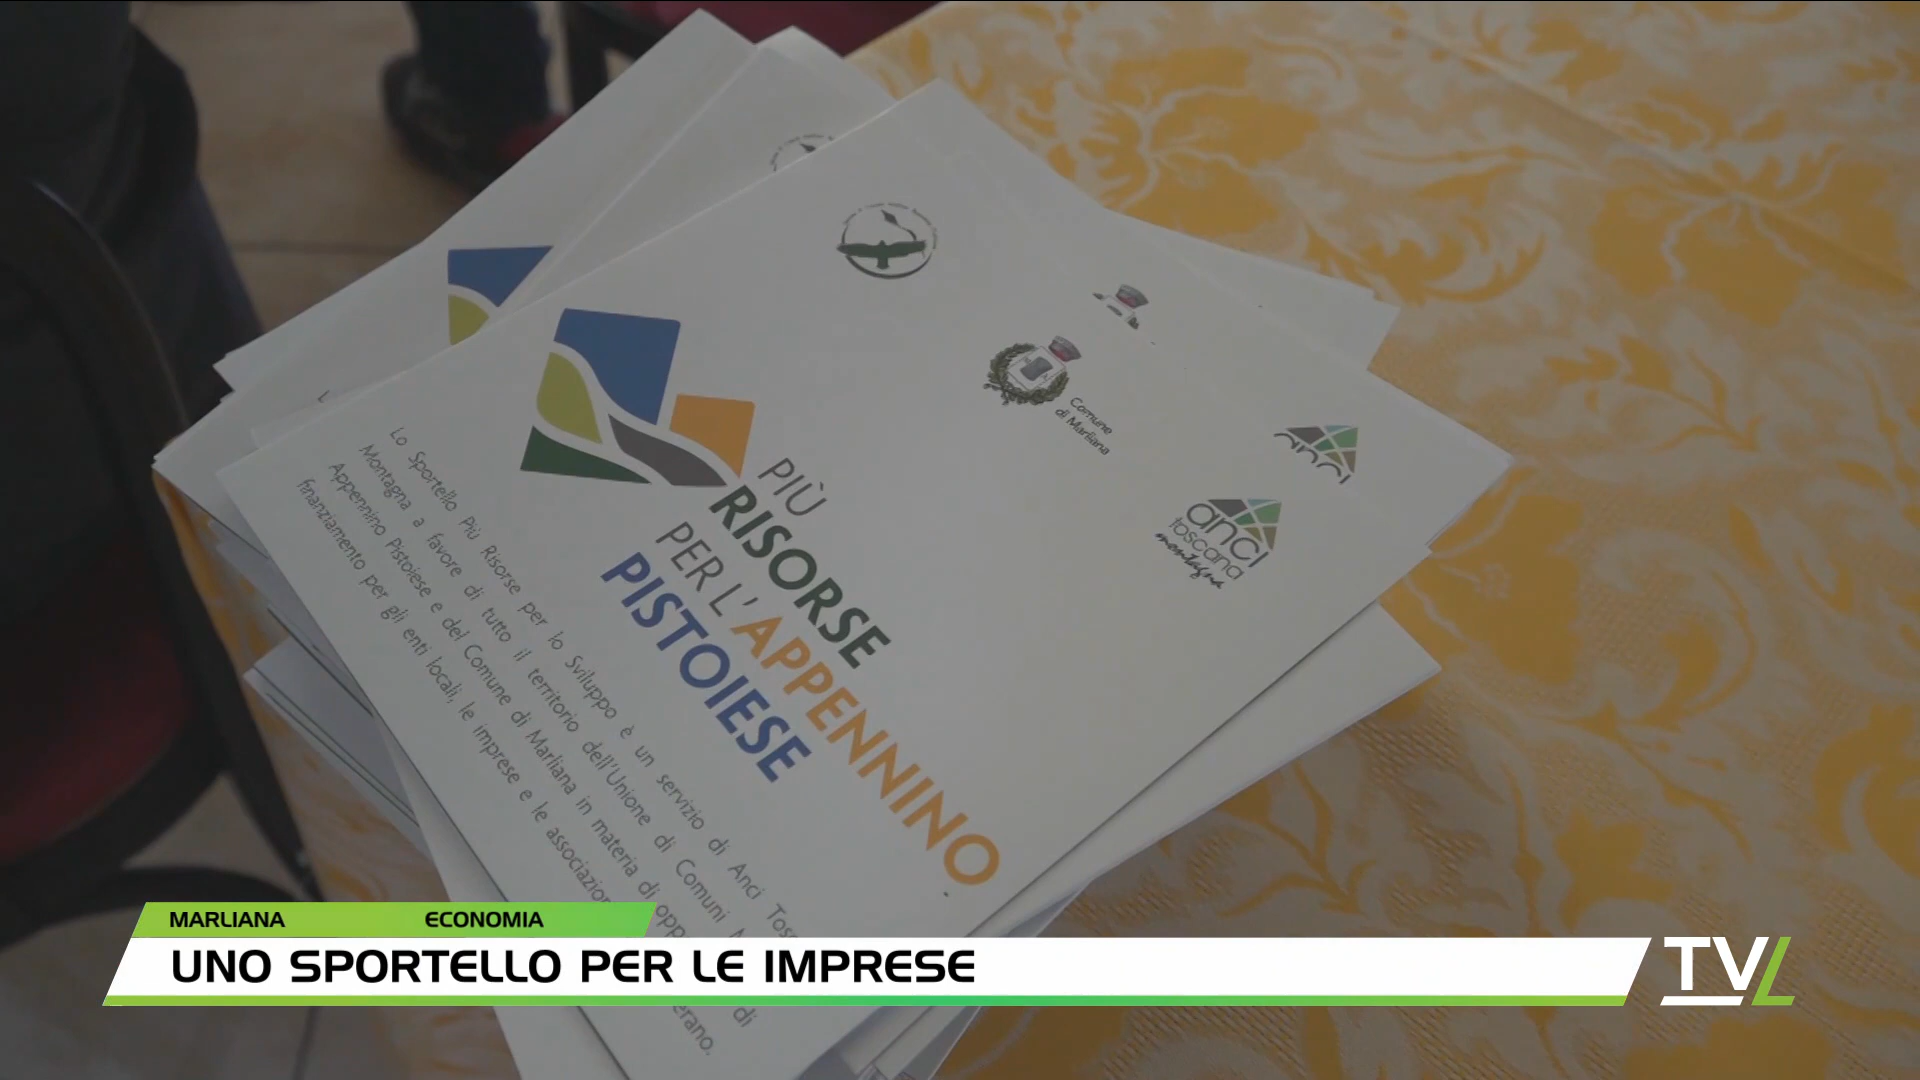 Comune
di Marliana
anci
anci
toscana
montagna
PIÙ
RISORSE
PER L'APPENNINO
PISTOIESE
Lo Sportello Più Risorse per lo Sviluppo è un servizio di Anci
Montagna a favore di tutto il territorio dell'Unione di Comuni
Appennino Pistoiese e del Comune di Marliana in materia di
finanziamento per gli enti locali, le imprese e le
di
MARLIANA
ECONOMIA
UNO SPORTELLO PER LE IMPRESE
TVL